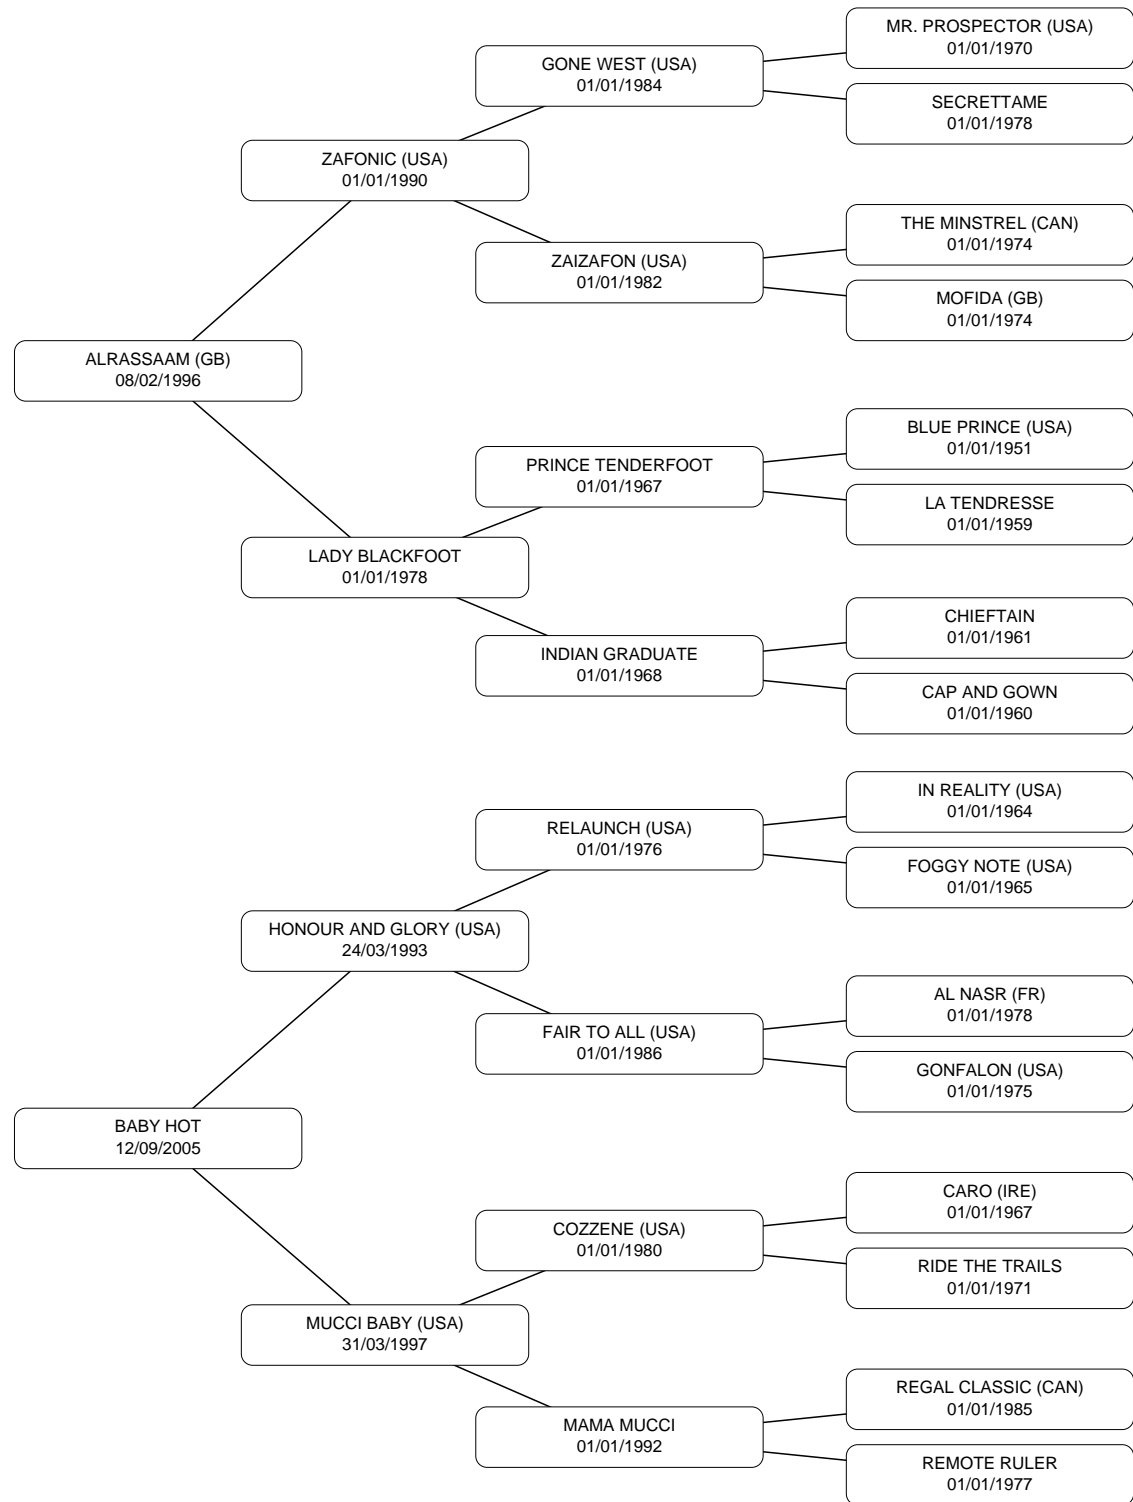 MR. PROSPECTOR (USA)
01/01/1970
GONE WEST (USA)
01/01/1984
SECRETTAME
01/01/1978
ZAFONIC (USA)
01/01/1990
THE MINSTREL (CAN)
01/01/1974
ZAIZAFON (USA)
01/01/1982
MOFIDA (GB)
01/01/1974
ALRASSAAM (GB)
08/02/1996
BLUE PRINCE (USA)
01/01/1951
PRINCE TENDERFOOT
01/01/1967
LA TENDRESSE
01/01/1959
LADY BLACKFOOT
01/01/1978
CHIEFTAIN
01/01/1961
INDIAN GRADUATE
01/01/1968
CAP AND GOWN
01/01/1960
IN REALITY (USA)
01/01/1964
RELAUNCH (USA)
01/01/1976
FOGGY NOTE (USA)
01/01/1965
HONOUR AND GLORY (USA)
24/03/1993
AL NASR (FR)
01/01/1978
FAIR TO ALL (USA)
01/01/1986
GONFALON (USA)
01/01/1975
BABY HOT
12/09/2005
CARO (IRE)
01/01/1967
COZZENE (USA)
01/01/1980
RIDE THE TRAILS
01/01/1971
MUCCI BABY (USA)
31/03/1997
REGAL CLASSIC (CAN)
01/01/1985
MAMA MUCCI
01/01/1992
REMOTE RULER
01/01/1977